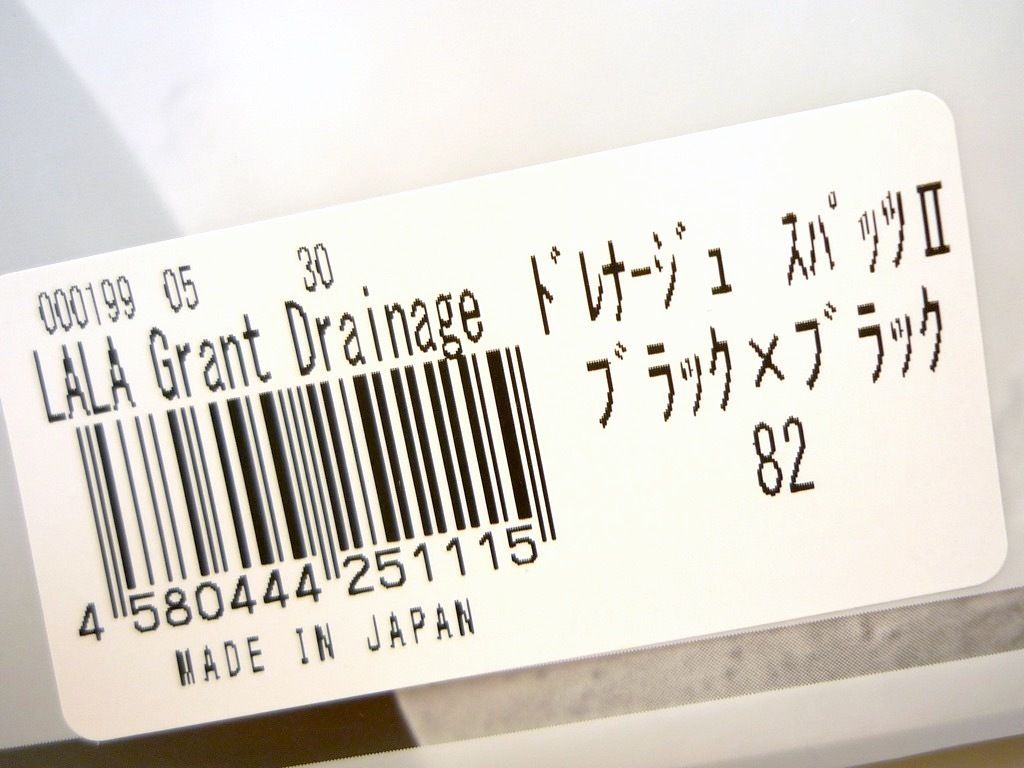 000199 05 30
LALA Grant Drainage
4 580444 251115
MADE IN JAPAN
ドレナージュ スパッツⅡ
ブラック×ブラック
82